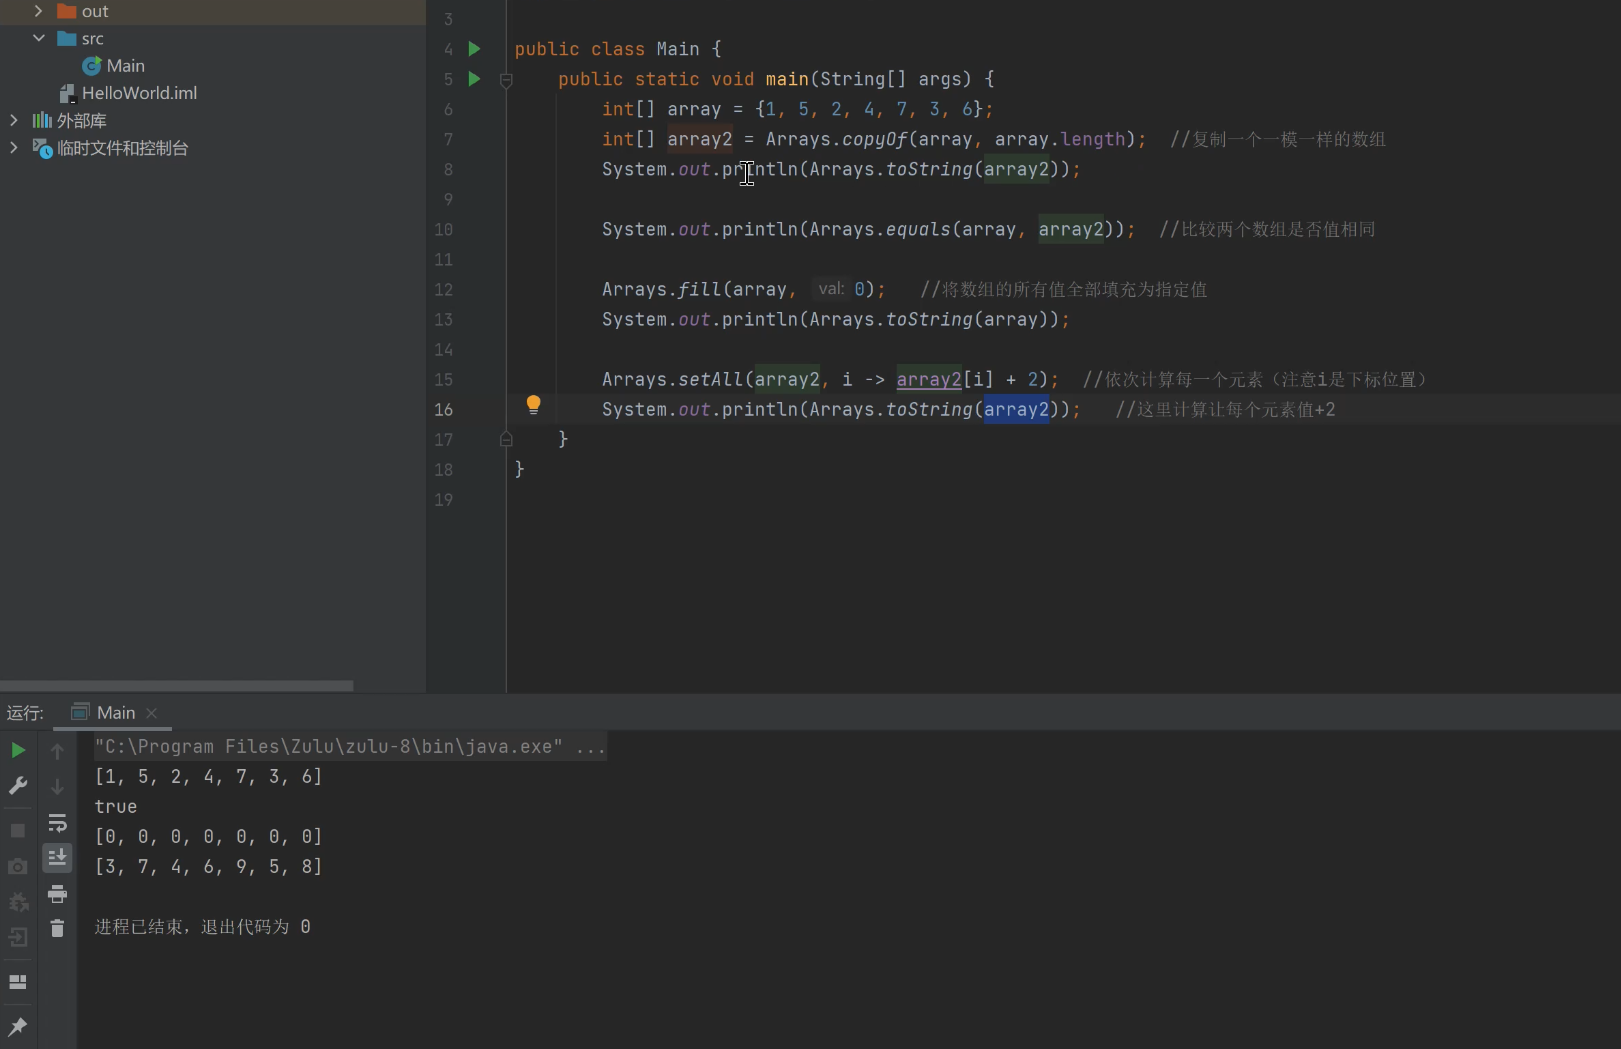 out
src
Main
HelloWorld.iml
外部库
临时文件和控制台
3
4 public class Main {
5 public static void main(String[] args) {
6 int[] array = {1, 5, 2, 4, 7, 3, 6};
7 int[] array2 = Arrays.copyOf(array, array.length); //复制一个一模一样的数组
8 System.out.println(Arrays.toString(array2));
9
10 System.out.println(Arrays.equals(array, array2)); //比较两个数组是否值相同
11
12 Arrays.fill(array, val: 0); //将数组的所有值全部填充为指定值
13 System.out.println(Arrays.toString(array));
14
15 Arrays.setAll(array2, i -> array2[i] + 2); //依次计算每一个元素（注意i是下标位置）
16 System.out.println(Arrays.toString(array2)); //这里计算让每个元素值+2
17 }
18 }
19
运行: Main
"C:\Program Files\Zulu\zulu-8\bin\java.exe" ...
[1, 5, 2, 4, 7, 3, 6]
true
[0, 0, 0, 0, 0, 0, 0]
[3, 7, 4, 6, 9, 5, 8]
进程已结束，退出代码为 0